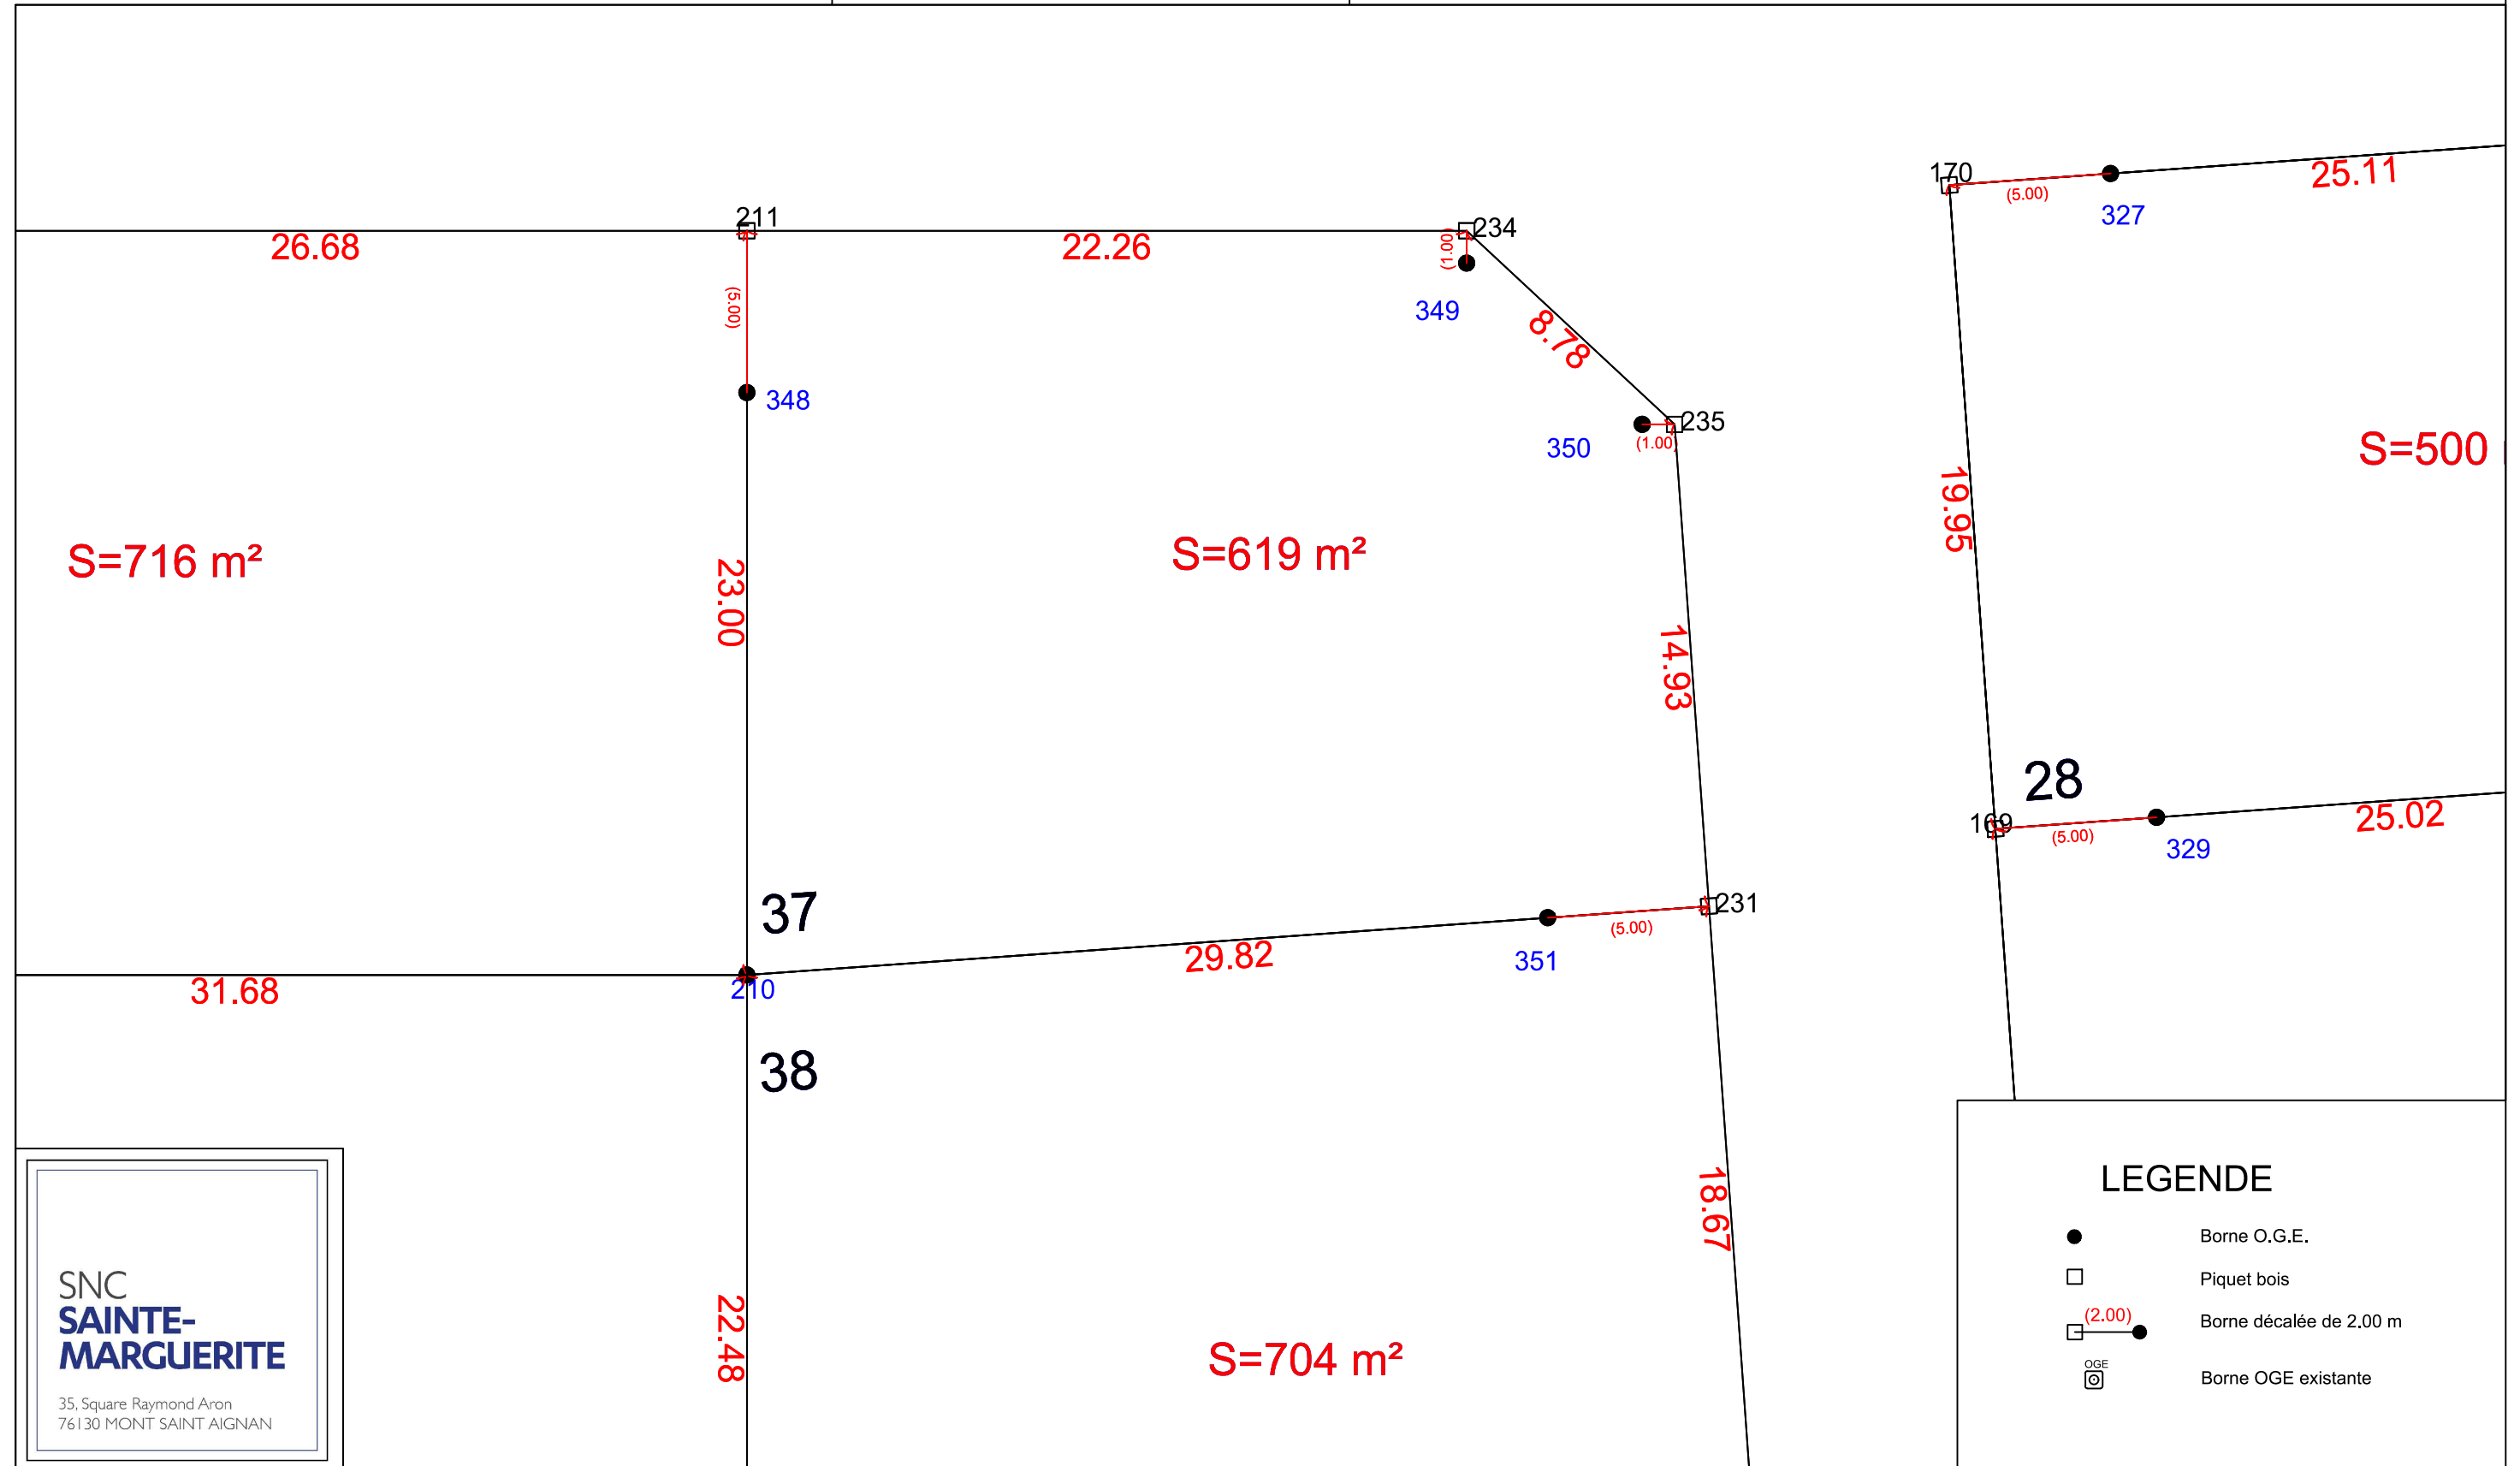 170
25.11
(5.00)
327
211
234
26.68
22.26
(1.00)
(5.00)
349
8.78
348
235
350
(1.00)
S=500
19.95
S=716 m²
S=619 m²
23.00
14.93
28
169
(5.00)
25.02
329
37
231
(5.00)
29.82
351
31.68
210
38
18.67
22.48
S=704 m²
SNC
SAINTE-
MARGUERITE
35, Square Raymond Aron
76130 MONT SAINT AIGNAN
LEGENDE
Borne O.G.E.
Piquet bois
(2.00)
Borne décalée de 2.00 m
OGE
Borne OGE existante